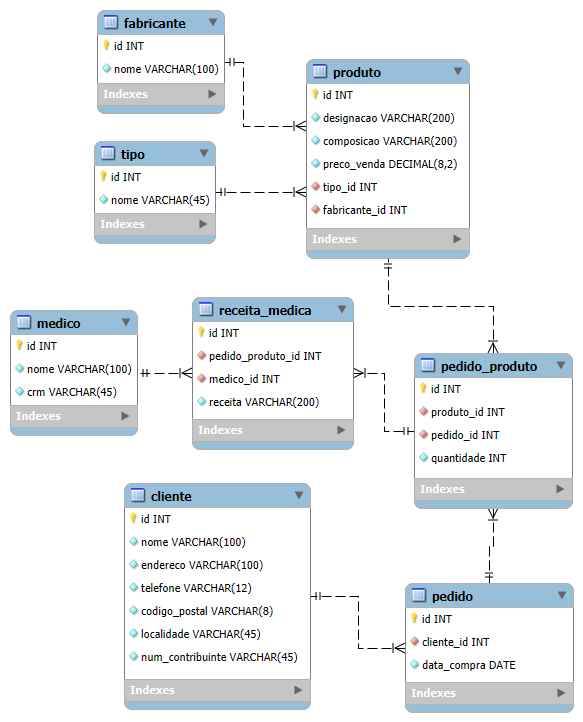 fabricante
id INT
nome VARCHAR(100)
Indexes
produto
id INT
designacao VARCHAR(200)
composicao VARCHAR(200)
preco_venda DECIMAL(8,2)
tipo_id INT
fabricante_id INT
Indexes
tipo
id INT
nome VARCHAR(45)
Indexes
receita_medica
id INT
pedido_produto_id INT
medico_id INT
receita VARCHAR(200)
Indexes
medico
id INT
nome VARCHAR(100)
crm VARCHAR(45)
Indexes
pedido_produto
id INT
produto_id INT
pedido_id INT
quantidade INT
Indexes
cliente
id INT
nome VARCHAR(100)
endereco VARCHAR(100)
telefone VARCHAR(12)
codigo_postal VARCHAR(8)
localidade VARCHAR(45)
num_contribuinte VARCHAR(45)
Indexes
pedido
id INT
cliente_id INT
data_compra DATE
Indexes